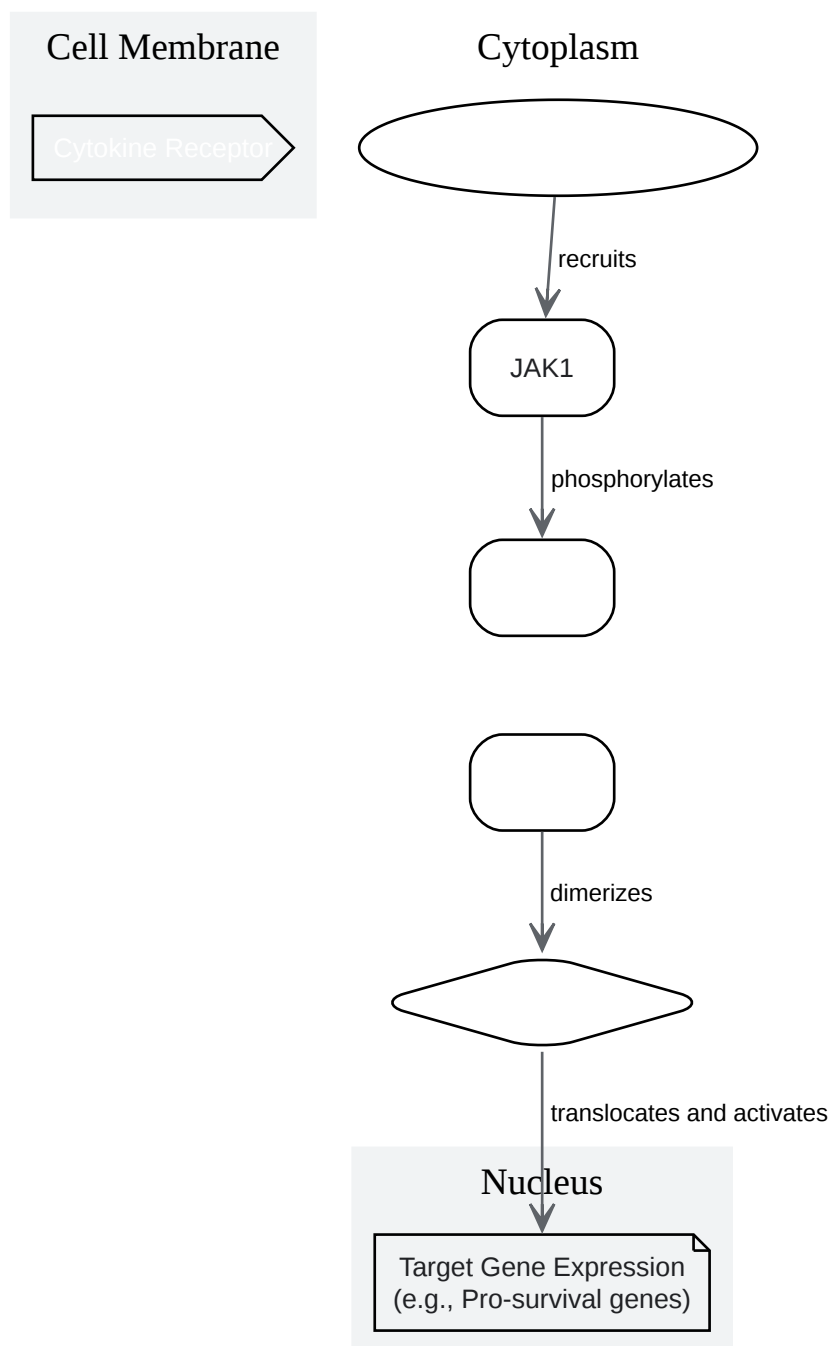 Cell Membrane
Cytoplasm
Cytokine Receptor
recruits
JAK1
phosphorylates
dimerizes
translocates and activates
Nucleus
Target Gene Expression
(e.g., Pro-survival genes)